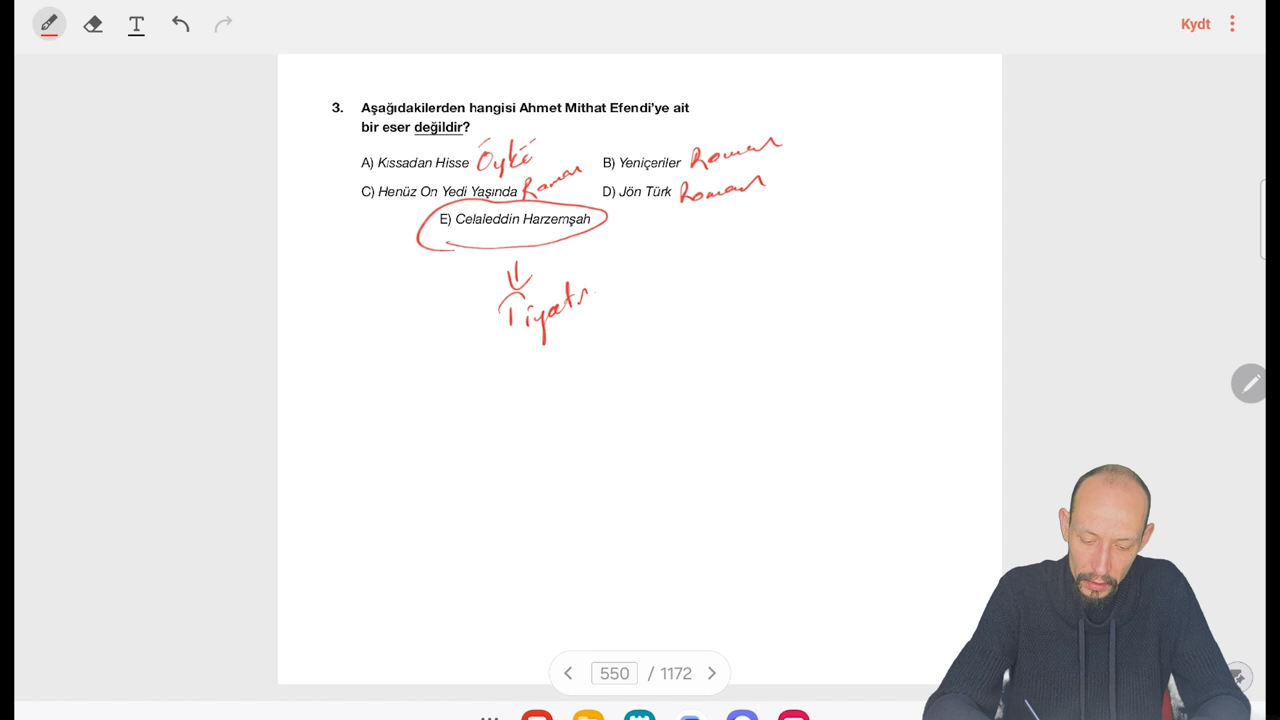 Kydt
3. Aşağıdakilerden hangisi Ahmet Mithat Efendi'ye ait
bir eser değildir?
A) Kıssadan Hisse Öykü B) Yeniçeriler Roman
C) Henüz On Yedi Yaşında Roman D) Jön Türk Roman
E) Celaleddin Harzemşah
Tiyatr
550 / 1172